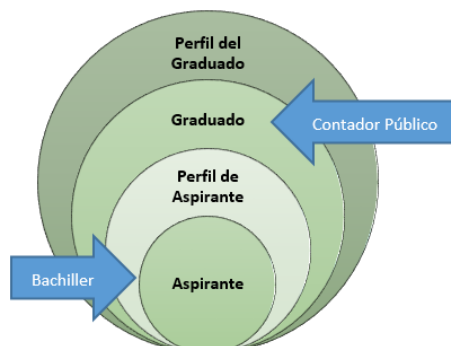 Perfil del
Graduado
Graduado
Contador Público
Perfil de
Aspirante
Bachiller
Aspirante